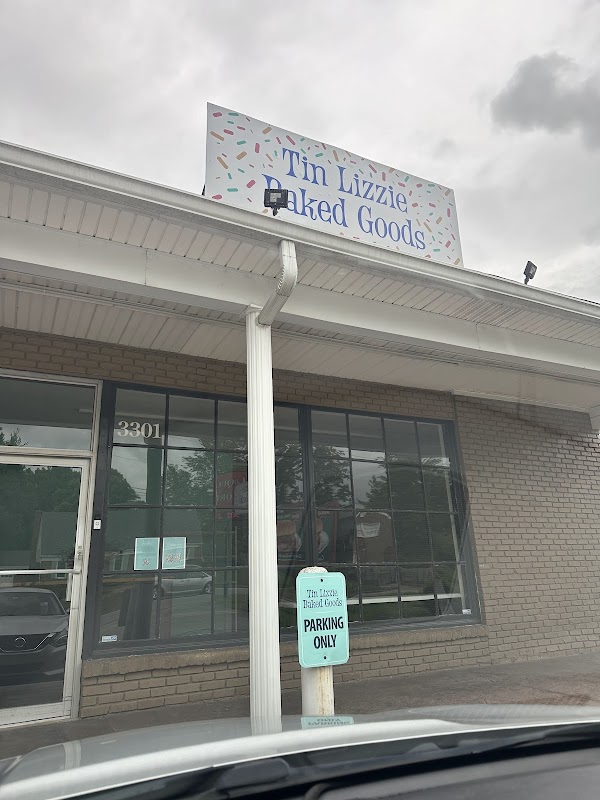 Tin Lizzie
Baked Goods
3301
Tin Lizzie
Baked Goods
PARKING
ONLY